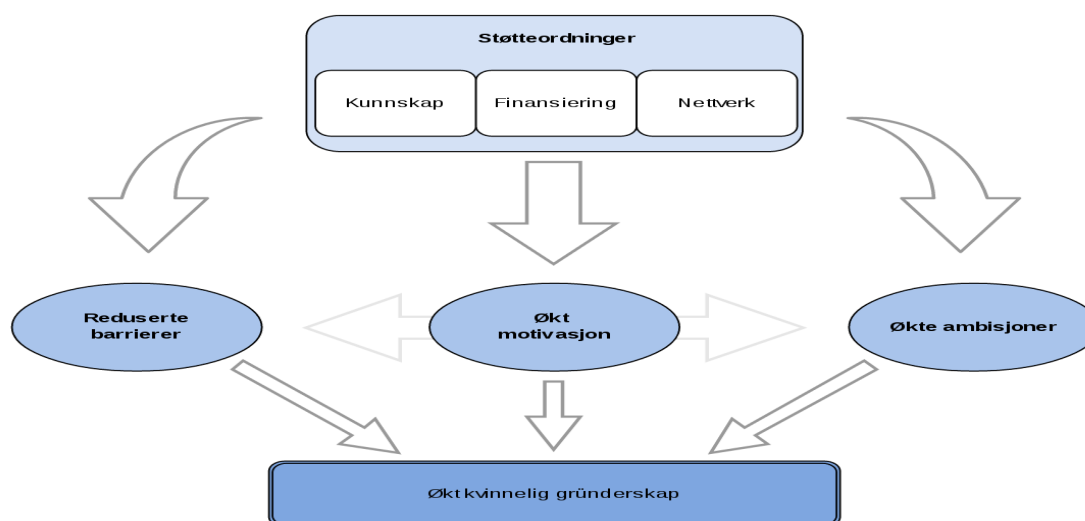 Støtteordninger
Kunnskap
Finansiering
Nettverk
Reduserte
barrierer
Økt
motivasjon
Økte ambisjoner
Økt kvinnelig gründerskap